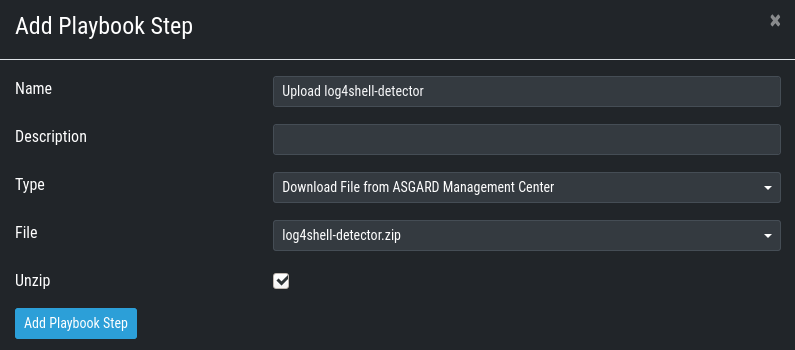 Add Playbook Step
Name
Upload log4shell-detector
Description
Type
Download File from ASGARD Management Center
File
log4shell-detector.zip
Unzip
Add Playbook Step